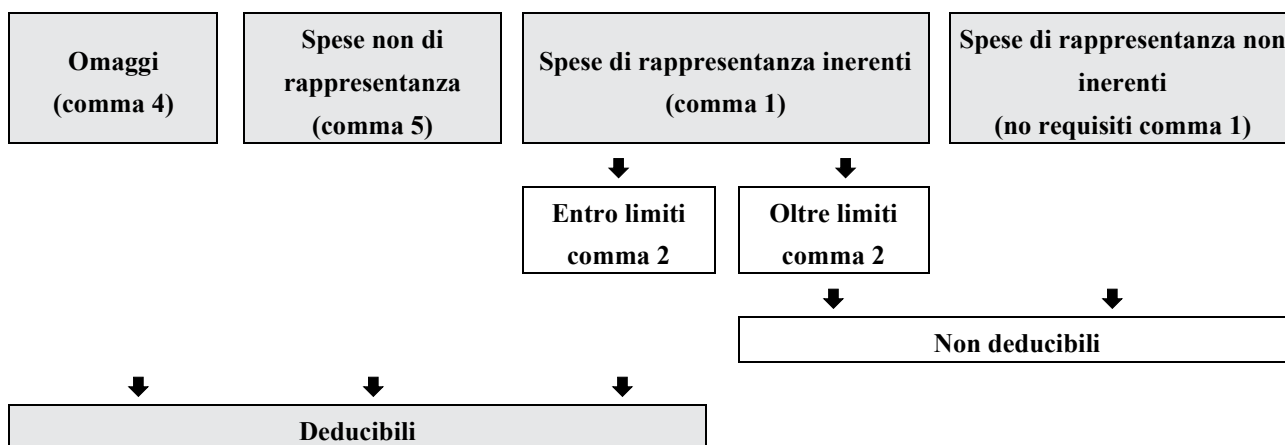 Omaggi
(comma 4)
Spese non di
rappresentanza
(comma 5)
Spese di rappresentanza inerenti
(comma 1)
Spese di rappresentanza non
inerenti
(no requisiti comma 1)
Entro limiti
comma 2
Oltre limiti
comma 2
Non deducibili
Deducibili